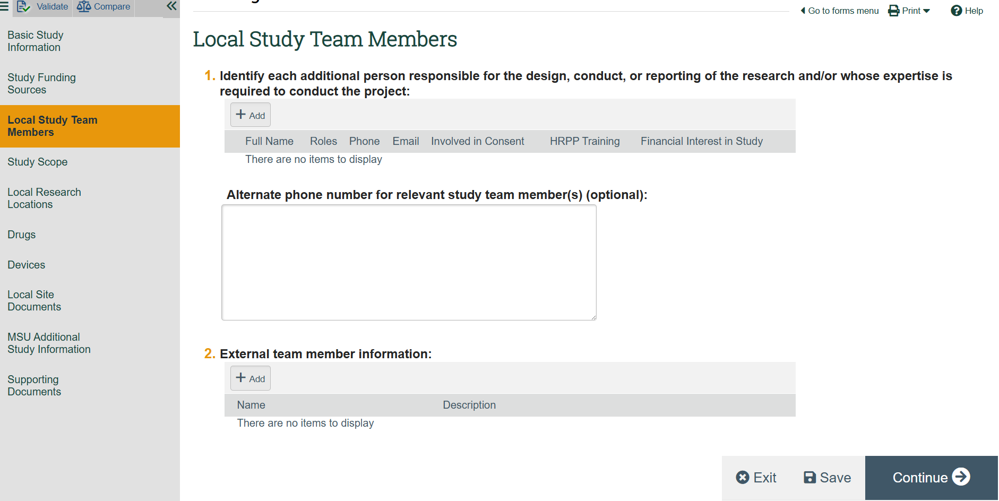 Validate
Compare
Go to forms menu
Print
Help
Basic Study
Information
Study Funding
Sources
Local Study Team
Members
Study Scope
Local Research
Locations
Drugs
Devices
Local Site
Documents
MSU Additional
Study Information
Supporting
Documents
Local Study Team Members
1. Identify each additional person responsible for the design, conduct, or reporting of the research and/or whose expertise is
required to conduct the project:
+ Add
Full Name Roles Phone Email Involved in Consent HRPP Training Financial Interest in Study
There are no items to display
Alternate phone number for relevant study team member(s) (optional):
2. External team member information:
+ Add
Name Description
There are no items to display
Exit
Save
Continue